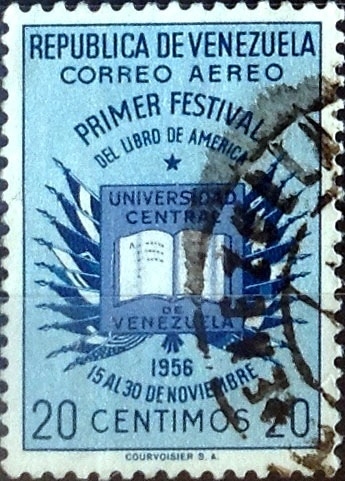 REPUBLICA DE VENEZUELA
CORREO AEREO
PRIMER FESTIVAL
DEL LIBRO DE AMERICA
UNIVERSIDAD
CENTRAL
DE
VENEZUELA
1956
15 AL 30 DE NOVIEMBRE
20 CENTIMOS 20
COURVOISIER S. A.